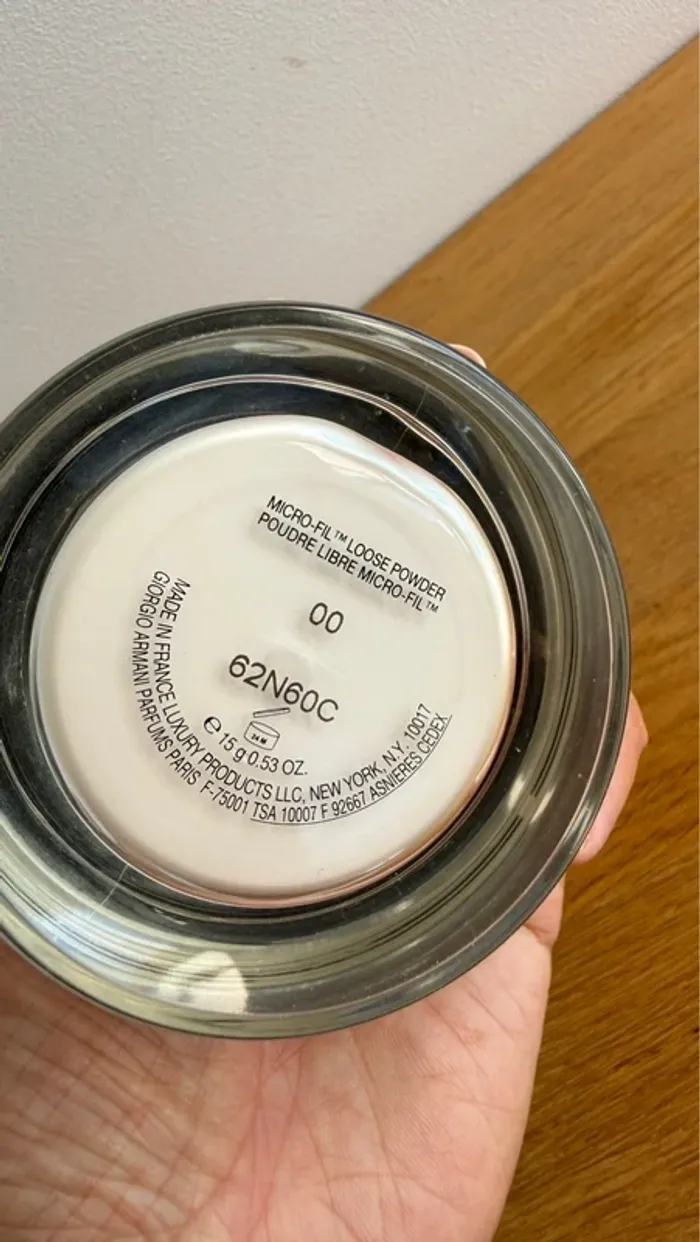 MICRO-FIL™ LOOSE POWDER
POUDRE LIBRE MICRO-FIL™
00
62N60C
24 M
℮ 15 g 0.53 OZ.
MADE IN FRANCE LUXURY PRODUCTS LLC, NEW YORK, N.Y. 10017
GIORGIO ARMANI PARFUMS PARIS F-75001 TSA 10007 F 92667 ASNIERES CEDEX